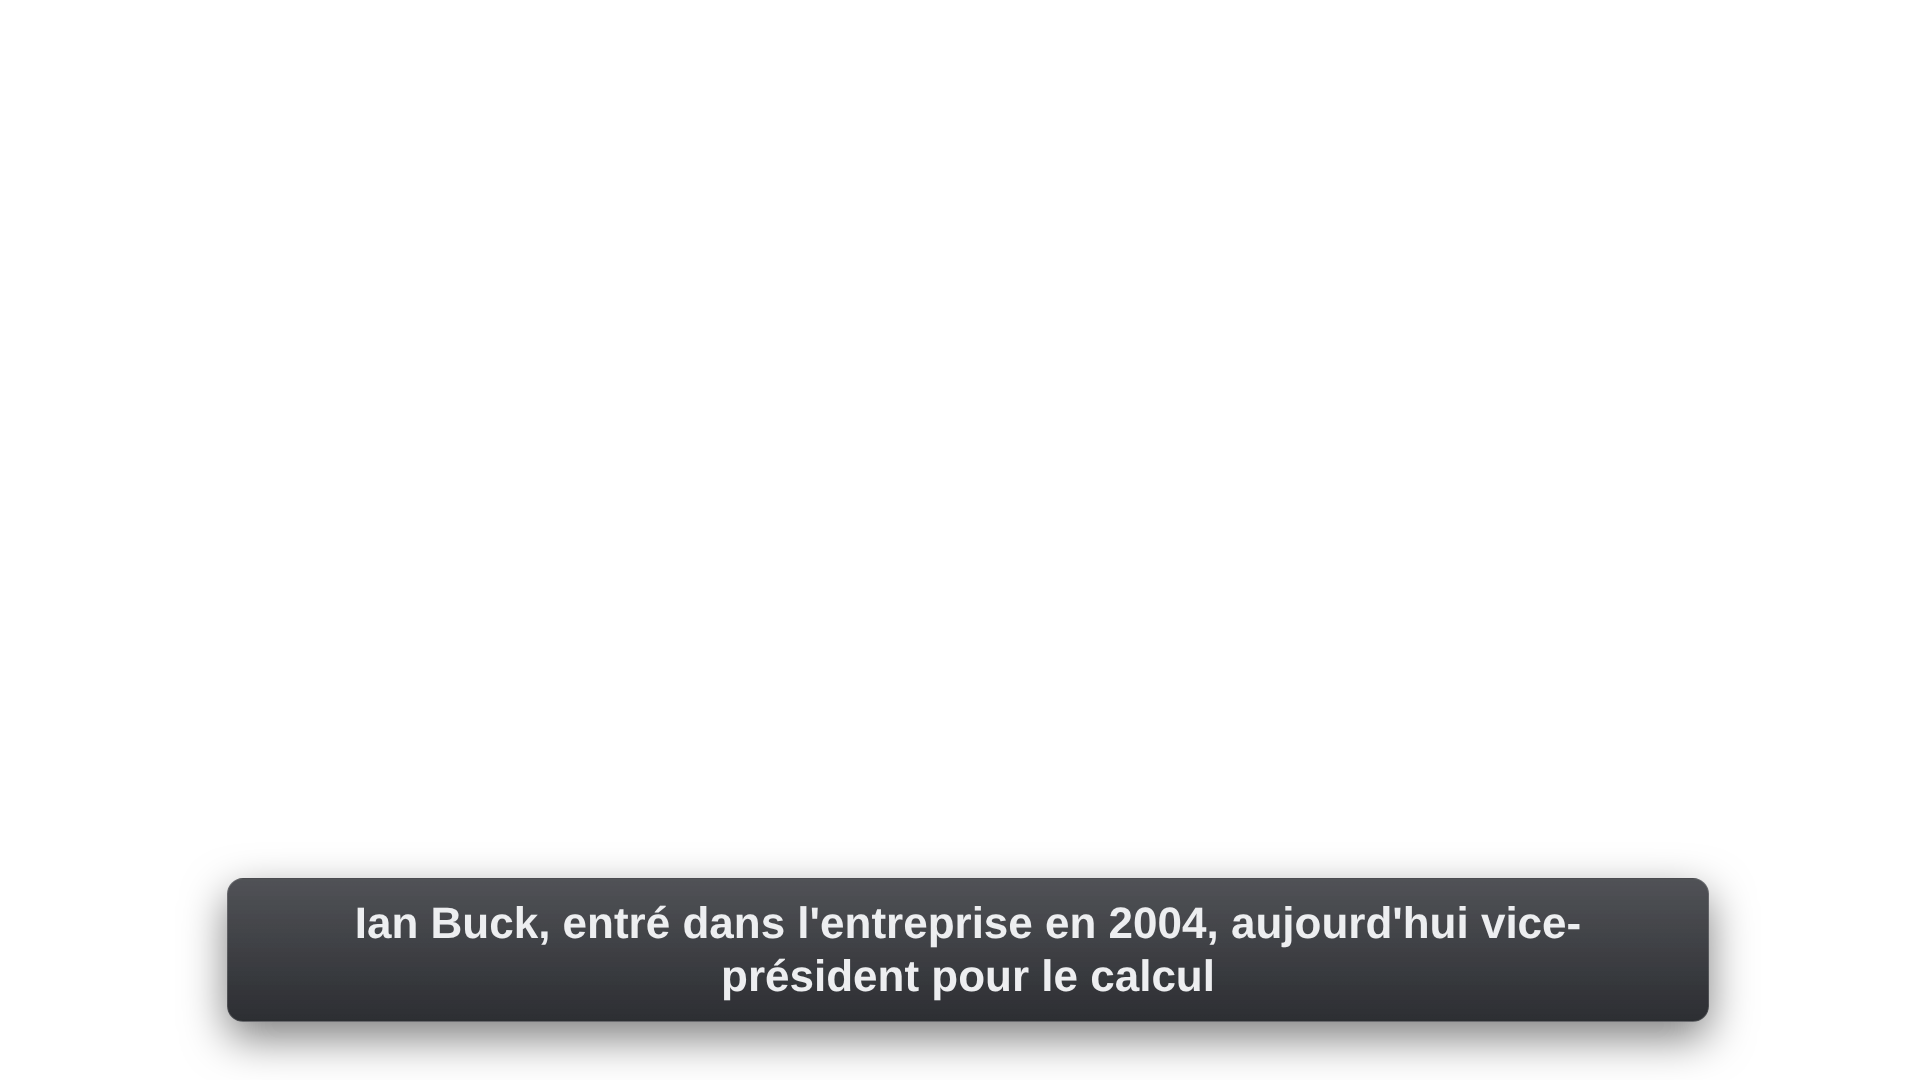 Ian Buck, entré dans l'entreprise en 2004, aujourd'hui vice-
président pour le calcul